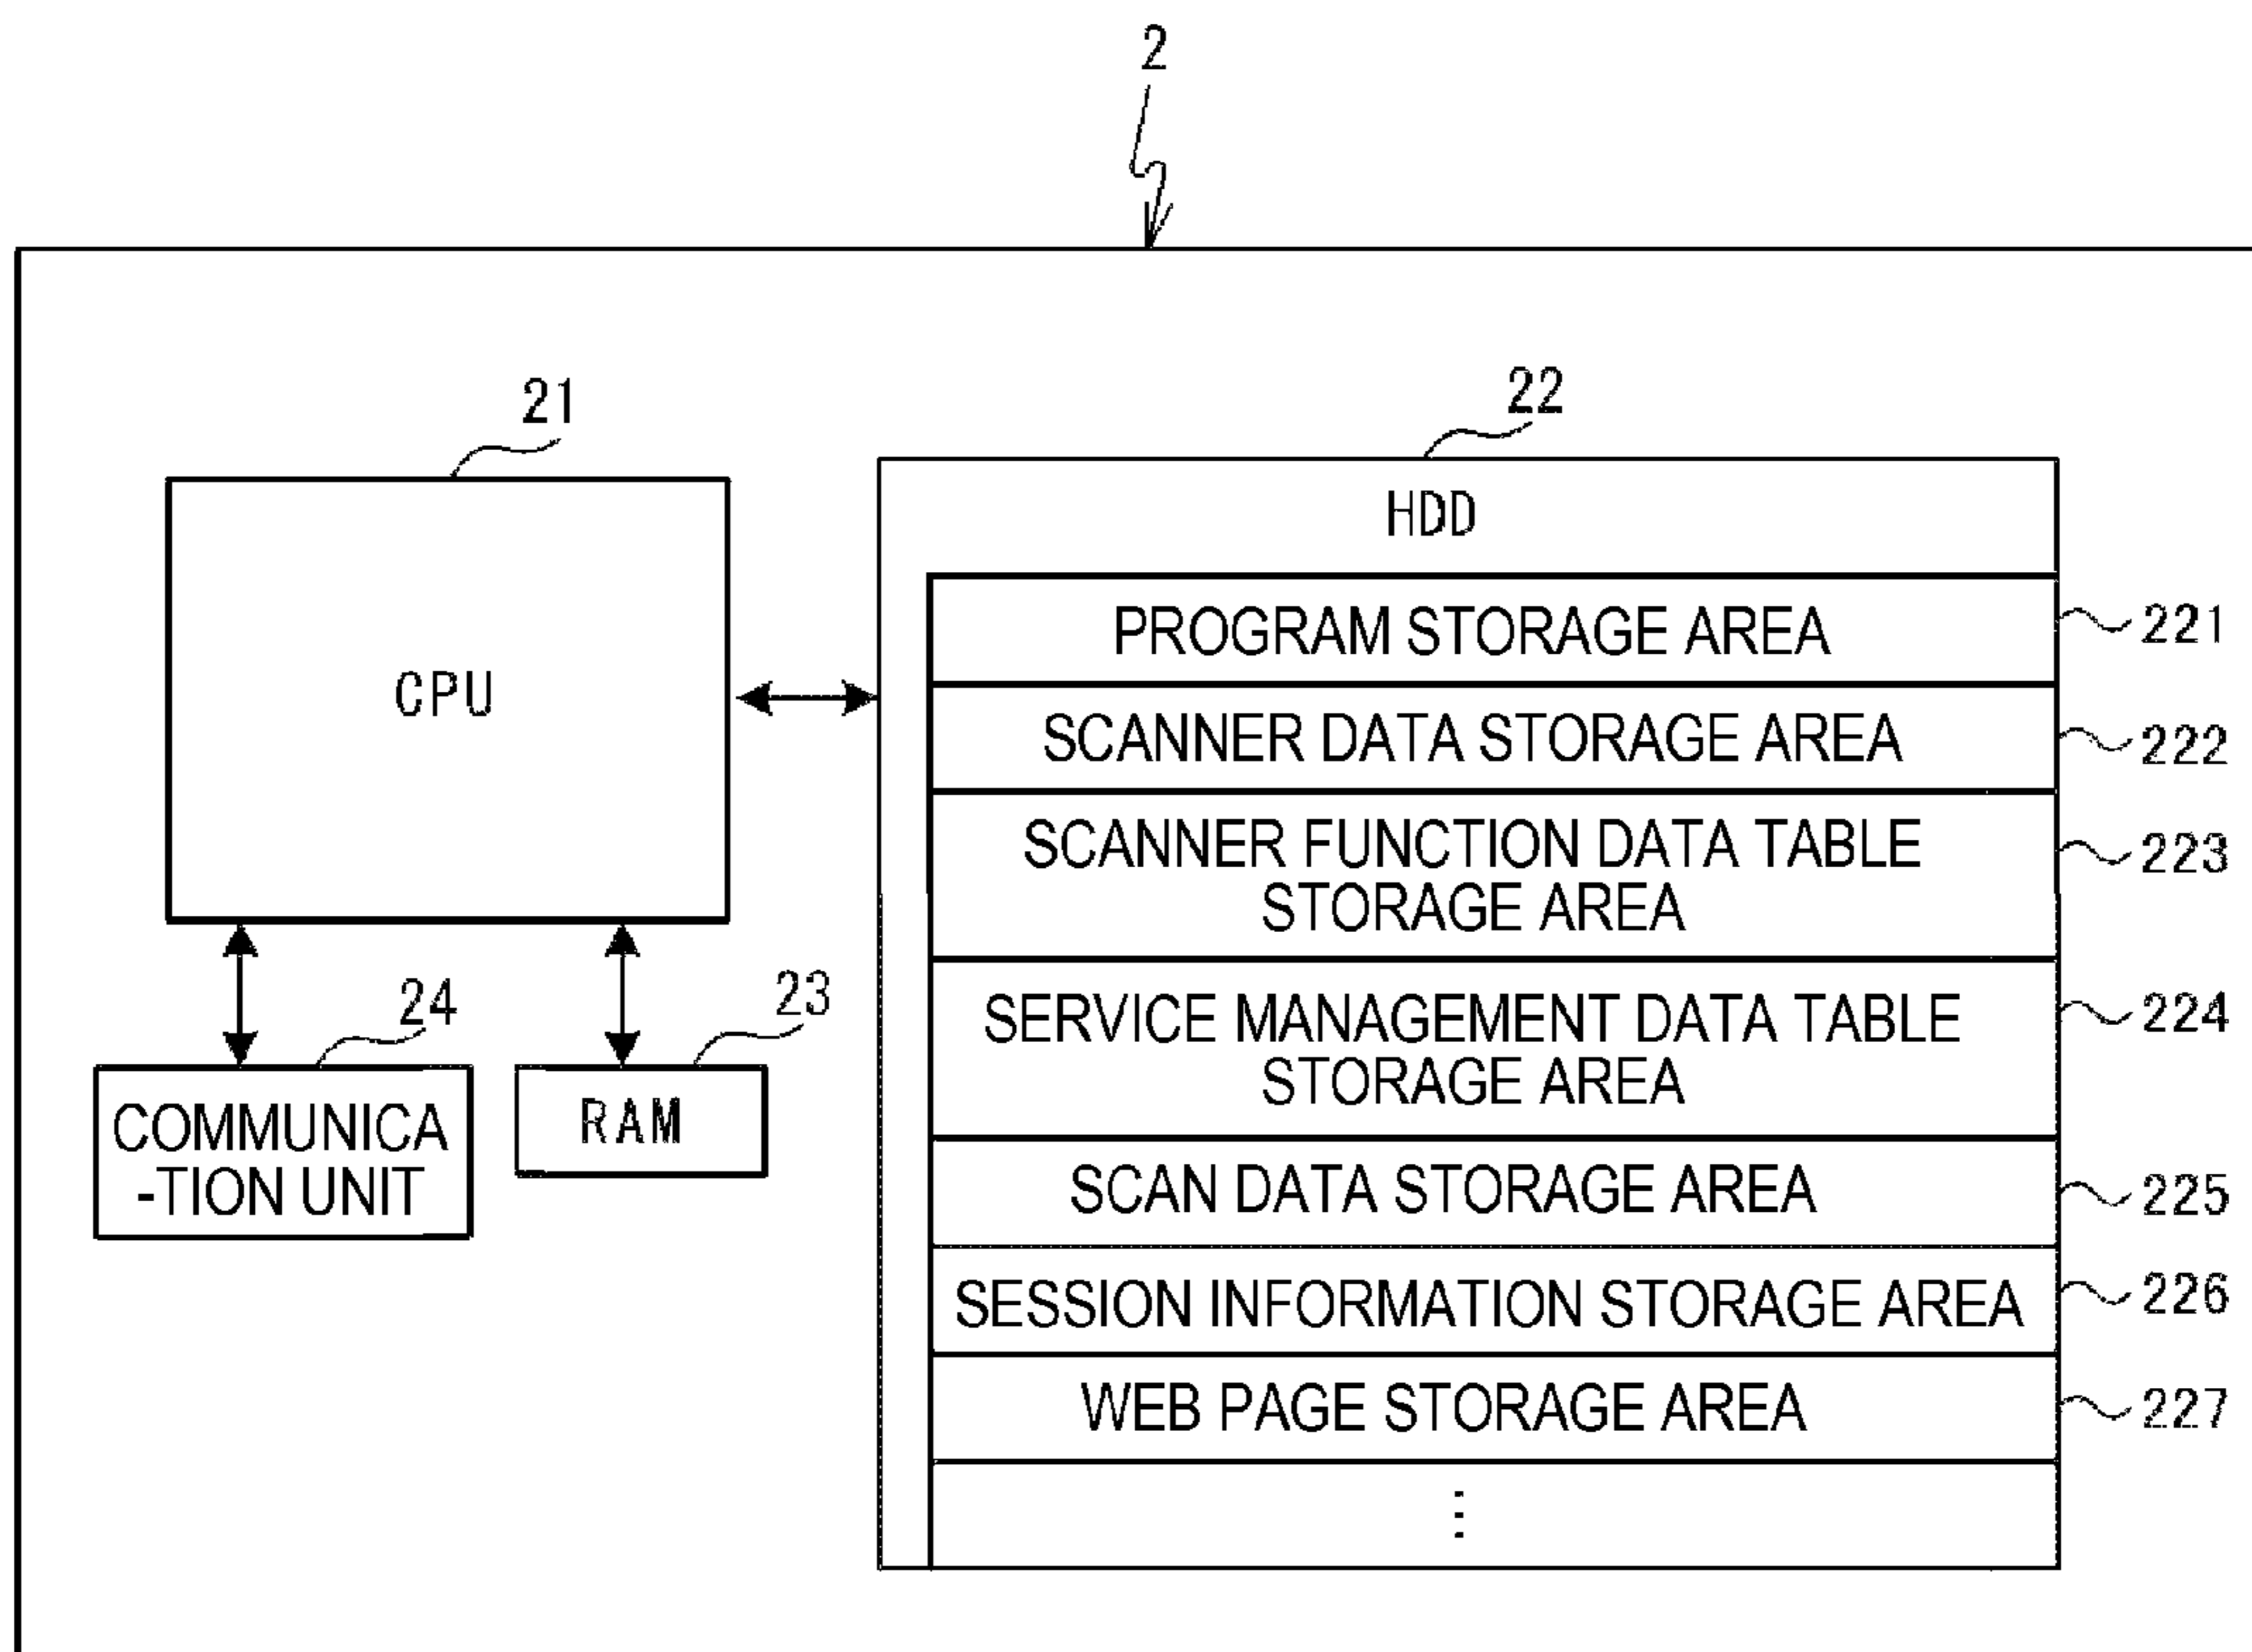 2
21
22
HDD
CPU
PROGRAM STORAGE AREA
221
SCANNER DATA STORAGE AREA
222
SCANNER FUNCTION DATA TABLE
STORAGE AREA
223
SERVICE MANAGEMENT DATA TABLE
STORAGE AREA
224
SCAN DATA STORAGE AREA
225
SESSION INFORMATION STORAGE AREA
226
WEB PAGE STORAGE AREA
227
⋮
24
23
COMMUNICA
-TION UNIT
RAM